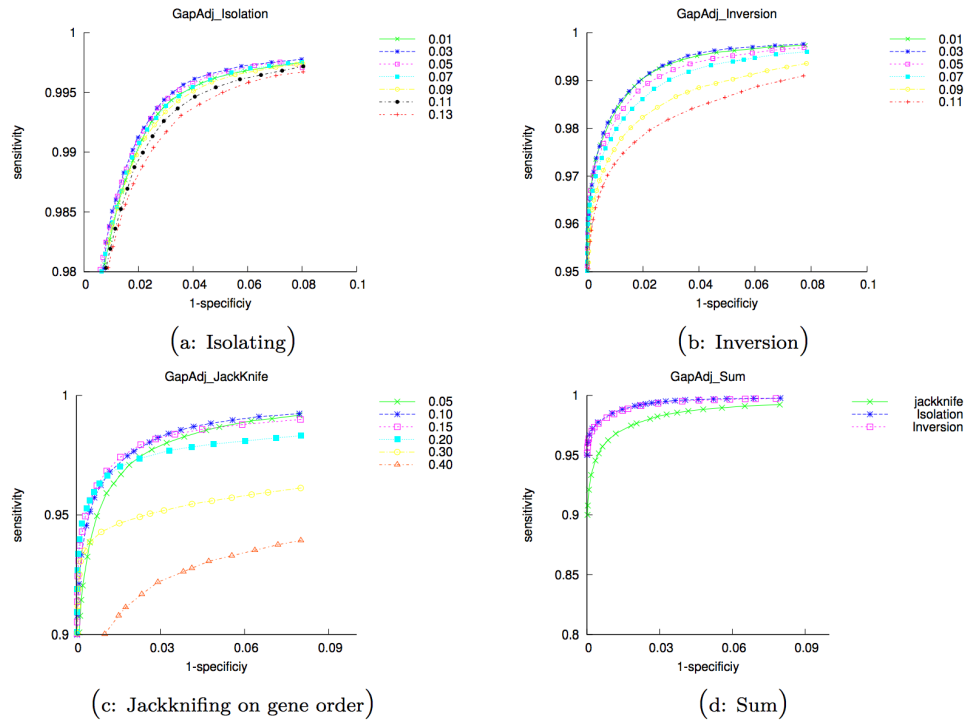 GapAdj_Isolation
sensitivity
1
0.995
0.99
0.985
0.98
0 0.02 0.04 0.06 0.08 0.1
1-specificiy
0.01
0.03
0.05
0.07
0.09
0.11
0.13
(a: Isolating)
GapAdj_Inversion
sensitivity
1
0.99
0.98
0.97
0.96
0.95
0 0.02 0.04 0.06 0.08 0.1
1-specificiy
0.01
0.03
0.05
0.07
0.09
0.11
(b: Inversion)
GapAdj_JackKnife
sensitivity
1
0.95
0.9
0 0.03 0.06 0.09
1-specificiy
0.05
0.10
0.15
0.20
0.30
0.40
(c: Jackknifing on gene order)
GapAdj_Sum
sensitivity
1
0.95
0.9
0.85
0.8
0 0.03 0.06 0.09
1-specificiy
jackknife
Isolation
Inversion
(d: Sum)